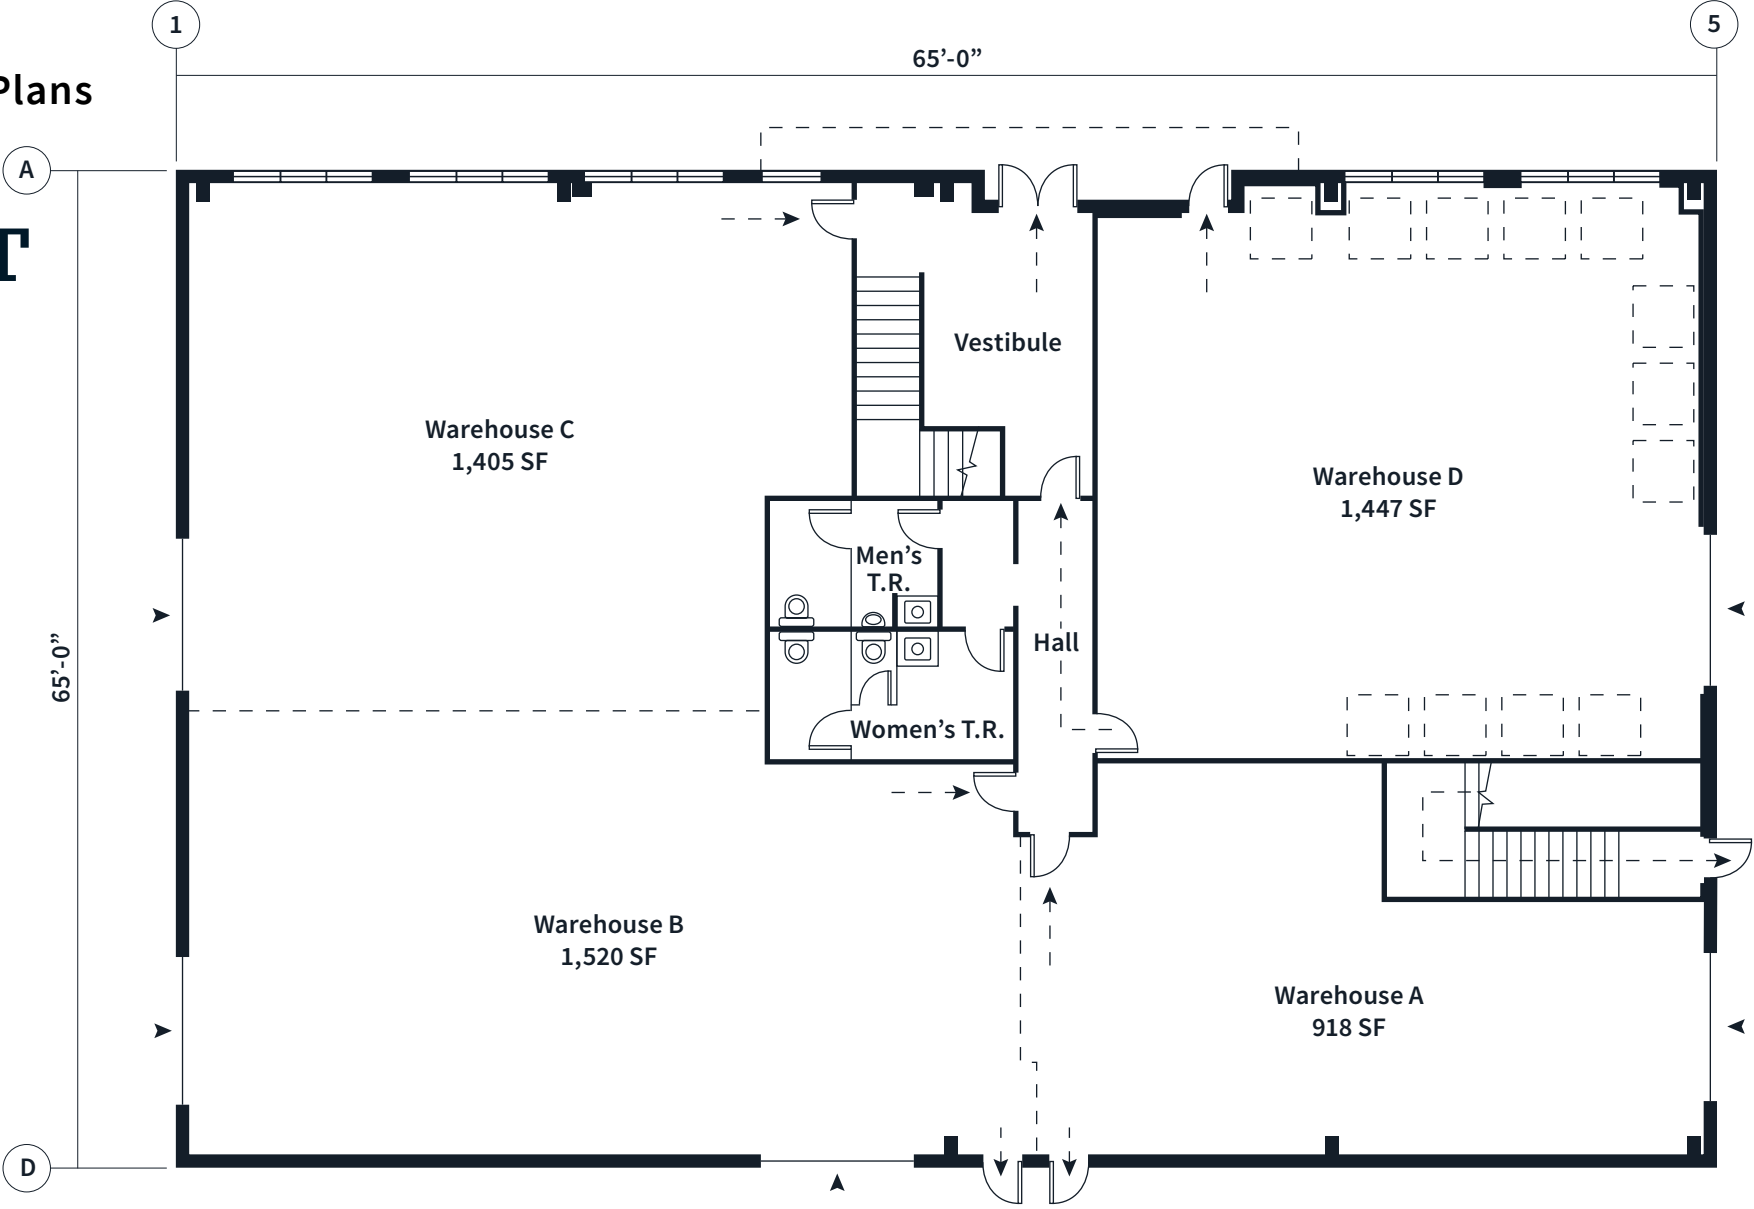 1
5
65’-0”
Plans
A
T
Vestibule
Warehouse C
1,405 SF
Warehouse D
1,447 SF
Men’s
T.R.
Hall
65’-0”
Women’s T.R.
Warehouse B
1,520 SF
Warehouse A
918 SF
D